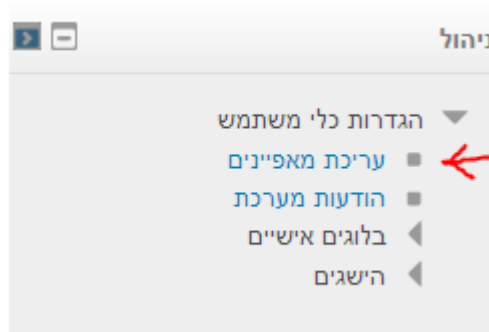 ניהול
הגדרות כלי משתמש
עריכת מאפיינים
הודעות מערכת
בלוגים אישיים
הישגים